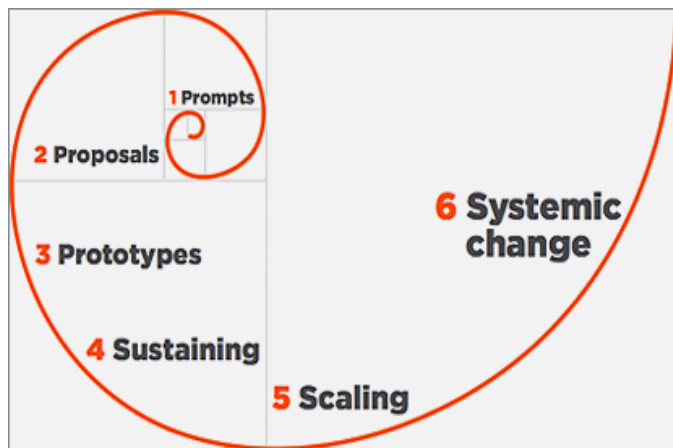 1 Prompts
2 Proposals
3 Prototypes
4 Sustaining
5 Scaling
6 Systemic
change